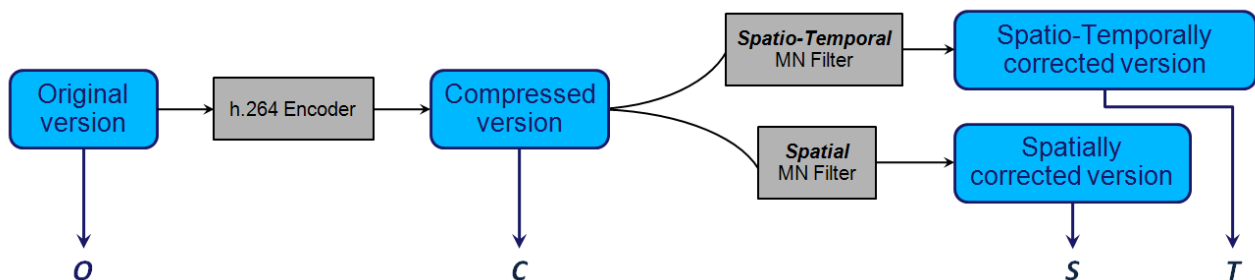 Original
version
h.264 Encoder
Compressed
version
Spatio-Temporal
MN Filter
Spatio-Temporally
corrected version
Spatial
MN Filter
Spatially
corrected version
O
C
S
T